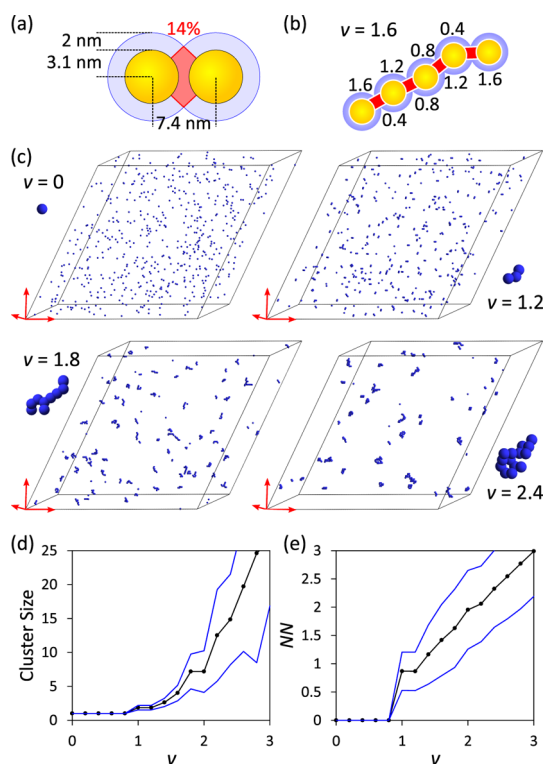 (a)
14%
2 nm
3.1 nm
7.4 nm
(b)
v = 1.6
0.4
0.8
1.2
1.6
1.2
1.6
0.8
0.4
(c)
v = 0
v = 1.2
v = 1.8
v = 2.4
(d)
25
20
15
10
5
0
Cluster Size
0 1 2 3
v
(e)
3
2.5
2
1.5
1
0.5
0
NN
0 1 2 3
v